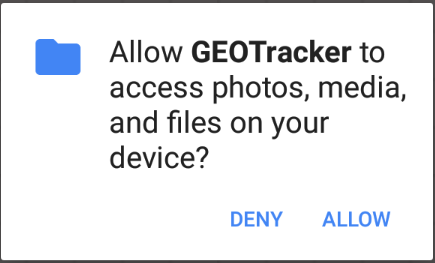 Allow GEOTracker to
access photos, media,
and files on your
device?
DENY ALLOW